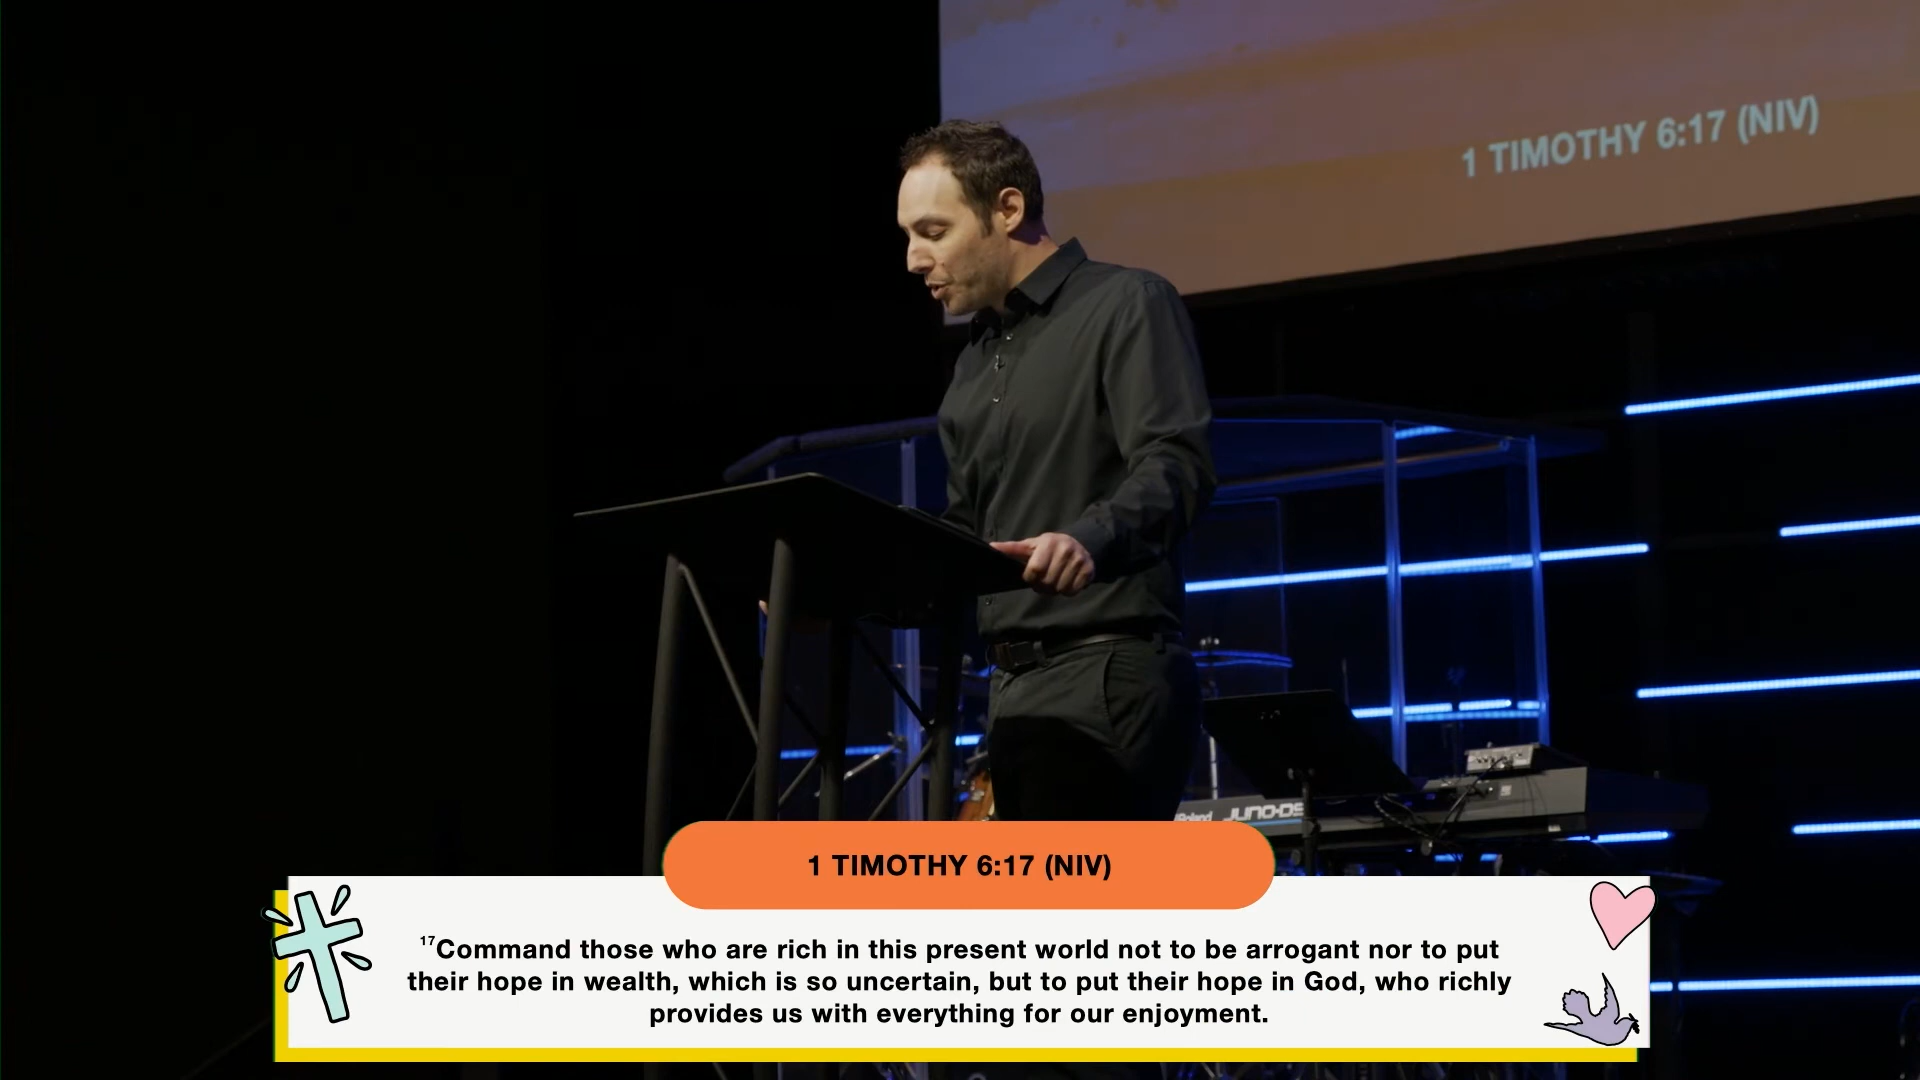 1 TIMOTHY 6:17 (NIV)
Roland JUNO-DS
1 TIMOTHY 6:17 (NIV)
17Command those who are rich in this present world not to be arrogant nor to put
their hope in wealth, which is so uncertain, but to put their hope in God, who richly
provides us with everything for our enjoyment.